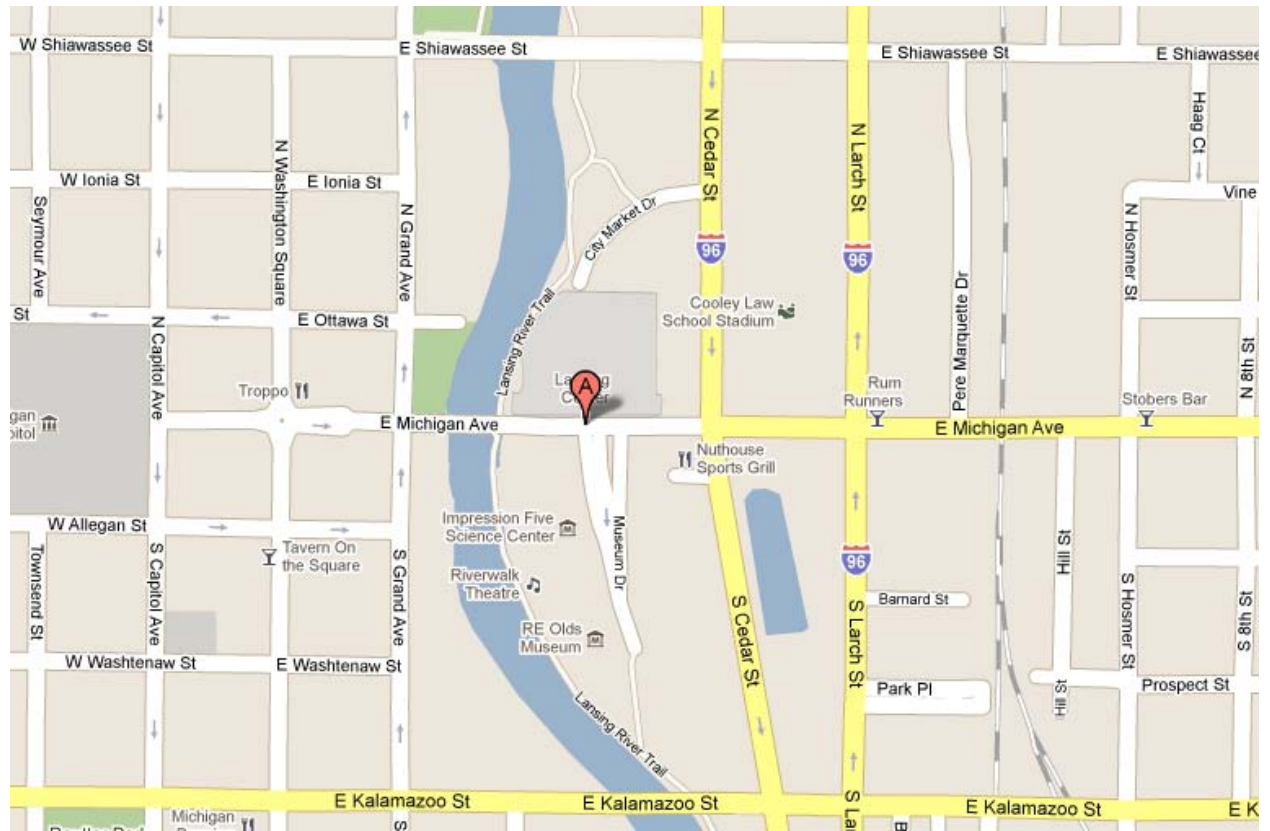 W Shiawassee St
E Shiawassee St
E Shiawassee St
E Shiawassee
N Cedar St
N Larch St
Haag Ct
W Ionia St
E Ionia St
N Washington Square
Seymour Ave
N Grand Ave
City Market Dr
Vine
N Hosmer St
96
96
Pere Marquette Dr
Lansing River Trail
Cooley Law
School Stadium
St
N Capitol Ave
E Ottawa St
N 8th St
Troppo
A
Rum
Runners
Stobers Bar
E Michigan Ave
E Michigan Ave
Nuthouse
Sports Grill
W Allegan St
Impression Five
Science Center
Museum Dr
Tavern On
the Square
Townsend St
S Capitol Ave
S Grand Ave
Riverwalk
Theatre
96
Hill St
Barnard St
S Hosmer St
S 8th St
RE Olds
Museum
S Cedar St
S Larch St
W Washtenaw St
E Washtenaw St
Park Pl
Hill St
Prospect St
Lansing River Trail
E Kalamazoo St
E Kalamazoo St
E Kalamazoo St
E K
Michigan
S
S La
B